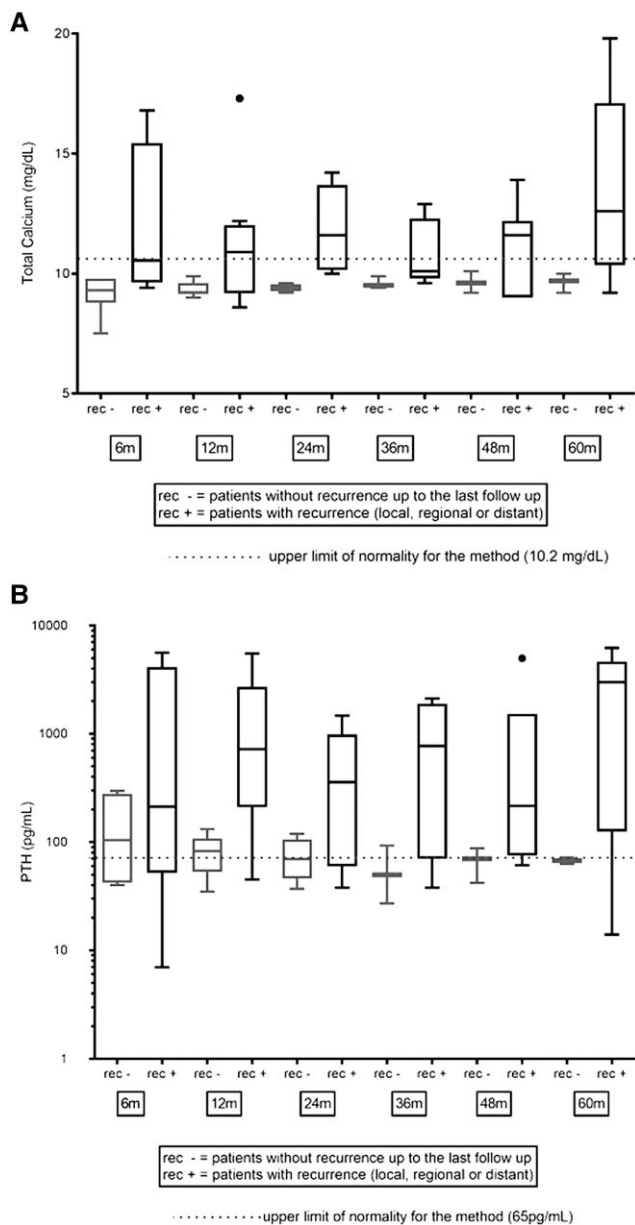 A
20
15
10
5
Total Calcium (mg/dL)
rec - rec + rec - rec + rec - rec + rec - rec + rec - rec + rec - rec +
6m 12m 24m 36m 48m 60m
rec - = patients without recurrence up to the last follow up
rec + = patients with recurrence (local, regional or distant)
upper limit of normality for the method (10.2 mg/dL)
B
10000
1000
100
10
1
PTH (pg/mL)
rec - rec + rec - rec + rec - rec + rec - rec + rec - rec + rec - rec +
6m 12m 24m 36m 48m 60m
rec - = patients without recurrence up to the last follow up
rec + = patients with recurrence (local, regional or distant)
upper limit of normality for the method (65pg/mL)